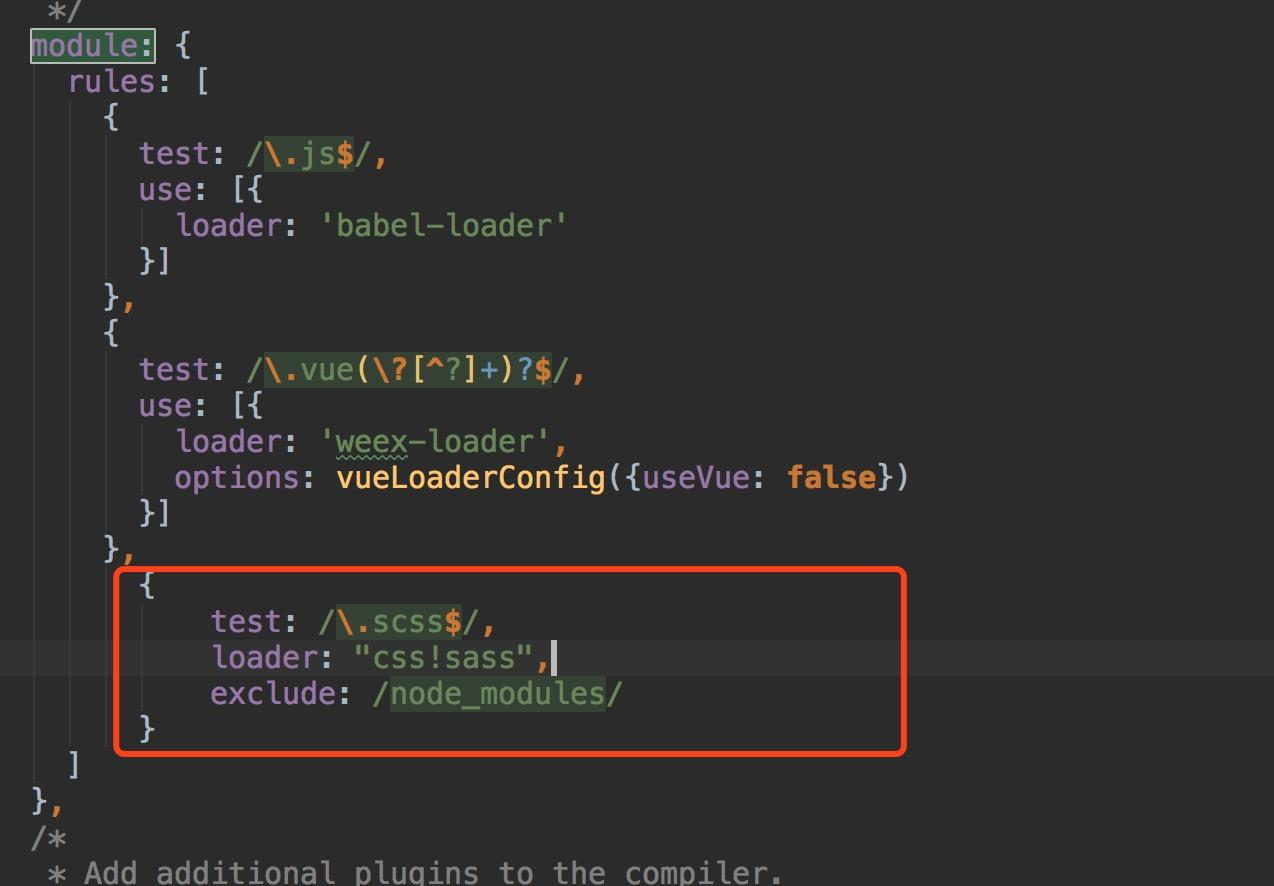 */
module: {
  rules: [
    {
      test: /\.js$/,
      use: [{
        loader: 'babel-loader'
      }]
    },
    {
      test: /\.vue(\?[^?]+)?$/,
      use: [{
        loader: 'weex-loader',
        options: vueLoaderConfig({useVue: false})
      }]
    },
      {
          test: /\.scss$/,
          loader: "css!sass",
          exclude: /node_modules/
      }
  ]
},
/*
 * Add additional plugins to the compiler.